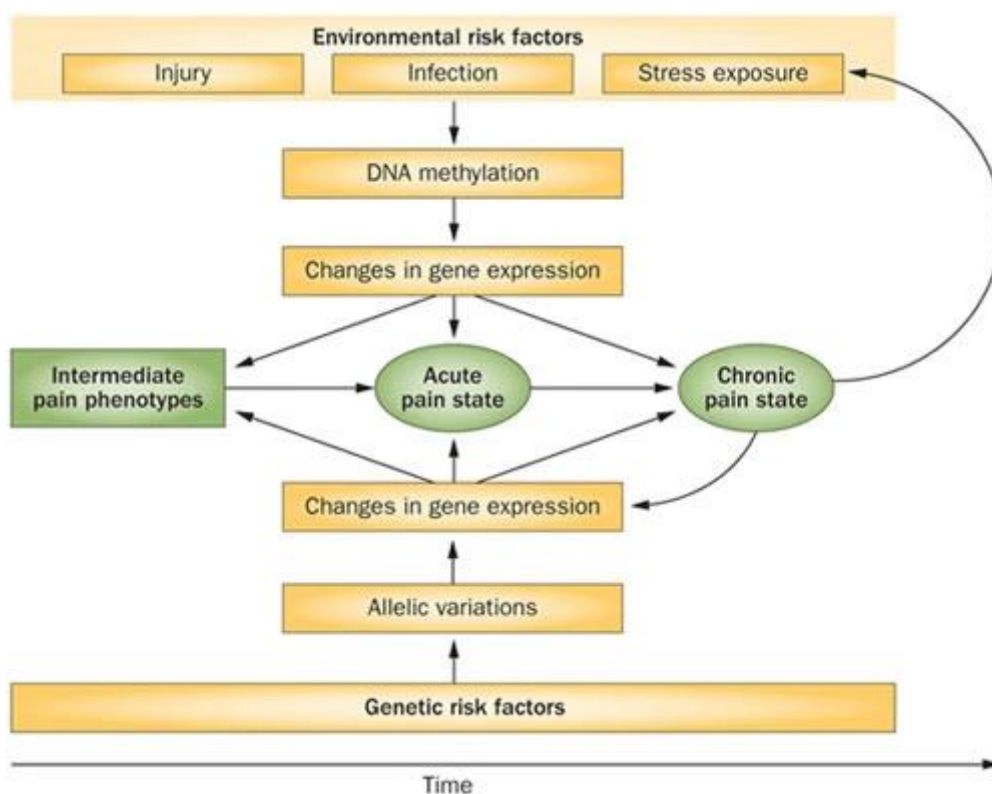 Environmental risk factors
Injury
Infection
Stress exposure
DNA methylation
Changes in gene expression
Intermediate
pain phenotypes
Acute
pain state
Chronic
pain state
Changes in gene expression
Allelic variations
Genetic risk factors
Time